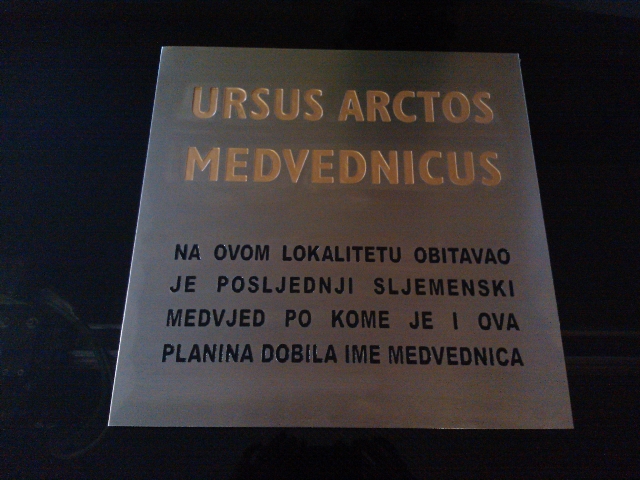 URSUS ARCTOS
MEDVEDNICUS
NA OVOM LOKALITETU OBITAVAO
JE POSLJEDNJI SLJEMENSKI
MEDVJED PO KOME JE I OVA
PLANINA DOBILA IME MEDVEDNICA